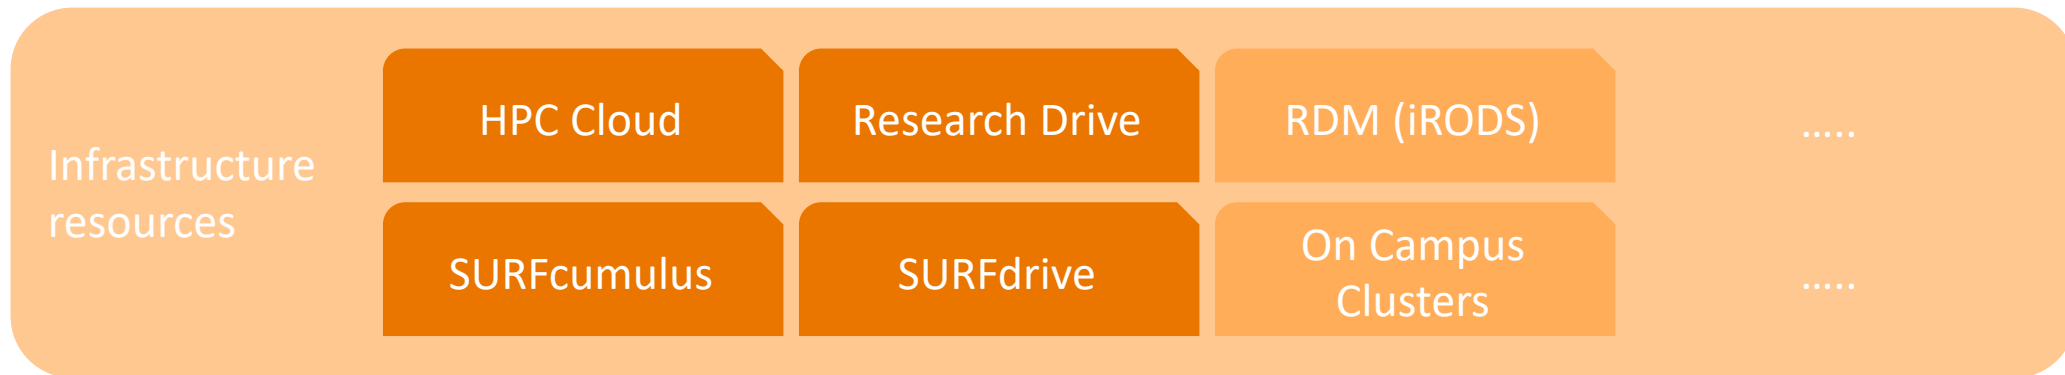 Infrastructure
resources
HPC Cloud
Research Drive
RDM (iRODS)
.....
SURFcumulus
SURFdrive
On Campus
Clusters
.....